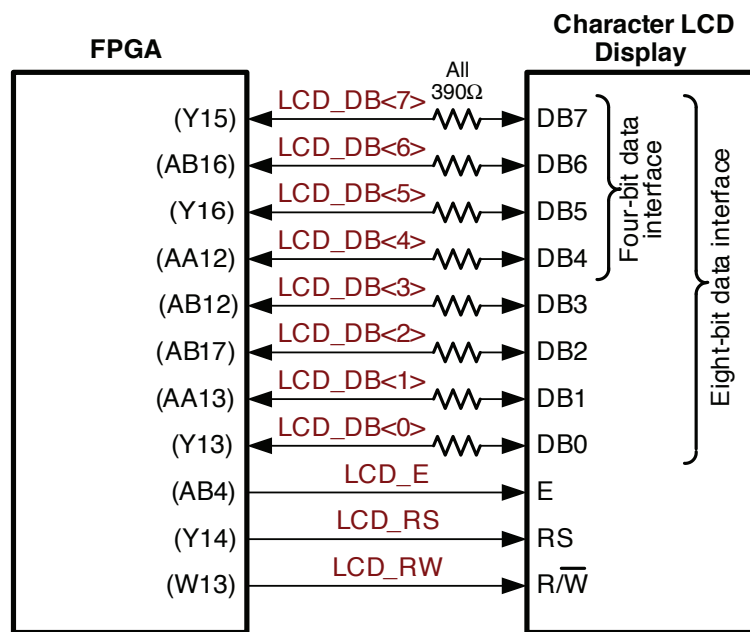 FPGA
Character LCD
Display
All
390Ω
(Y15) LCD_DB<7> DB7
(AB16) LCD_DB<6> DB6
(Y16) LCD_DB<5> DB5
(AA12) LCD_DB<4> DB4
(AB12) LCD_DB<3> DB3
(AB17) LCD_DB<2> DB2
(AA13) LCD_DB<1> DB1
(Y13) LCD_DB<0> DB0
(AB4) LCD_E E
(Y14) LCD_RS RS
(W13) LCD_RW R/W̅
Four-bit data
interface
Eight-bit data interface